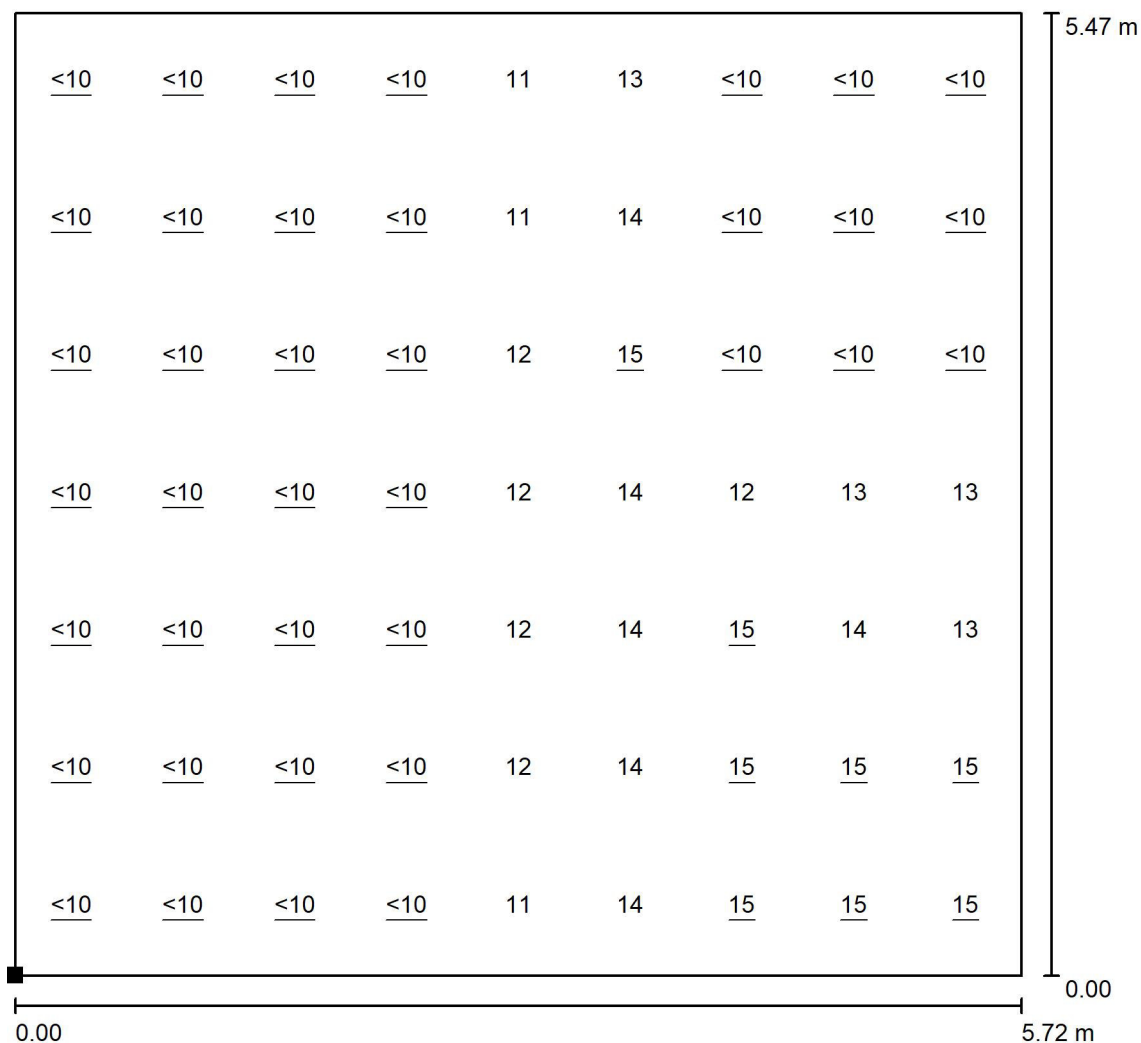 5.47 m
<10 <10 <10 <10 11 13 <10 <10 <10
<10 <10 <10 <10 11 14 <10 <10 <10
<10 <10 <10 <10 12 15 <10 <10 <10
<10 <10 <10 <10 12 14 12 13 13
<10 <10 <10 <10 12 14 15 14 13
<10 <10 <10 <10 12 14 15 15 15
<10 <10 <10 <10 11 14 15 15 15
0.00
0.00 5.72 m